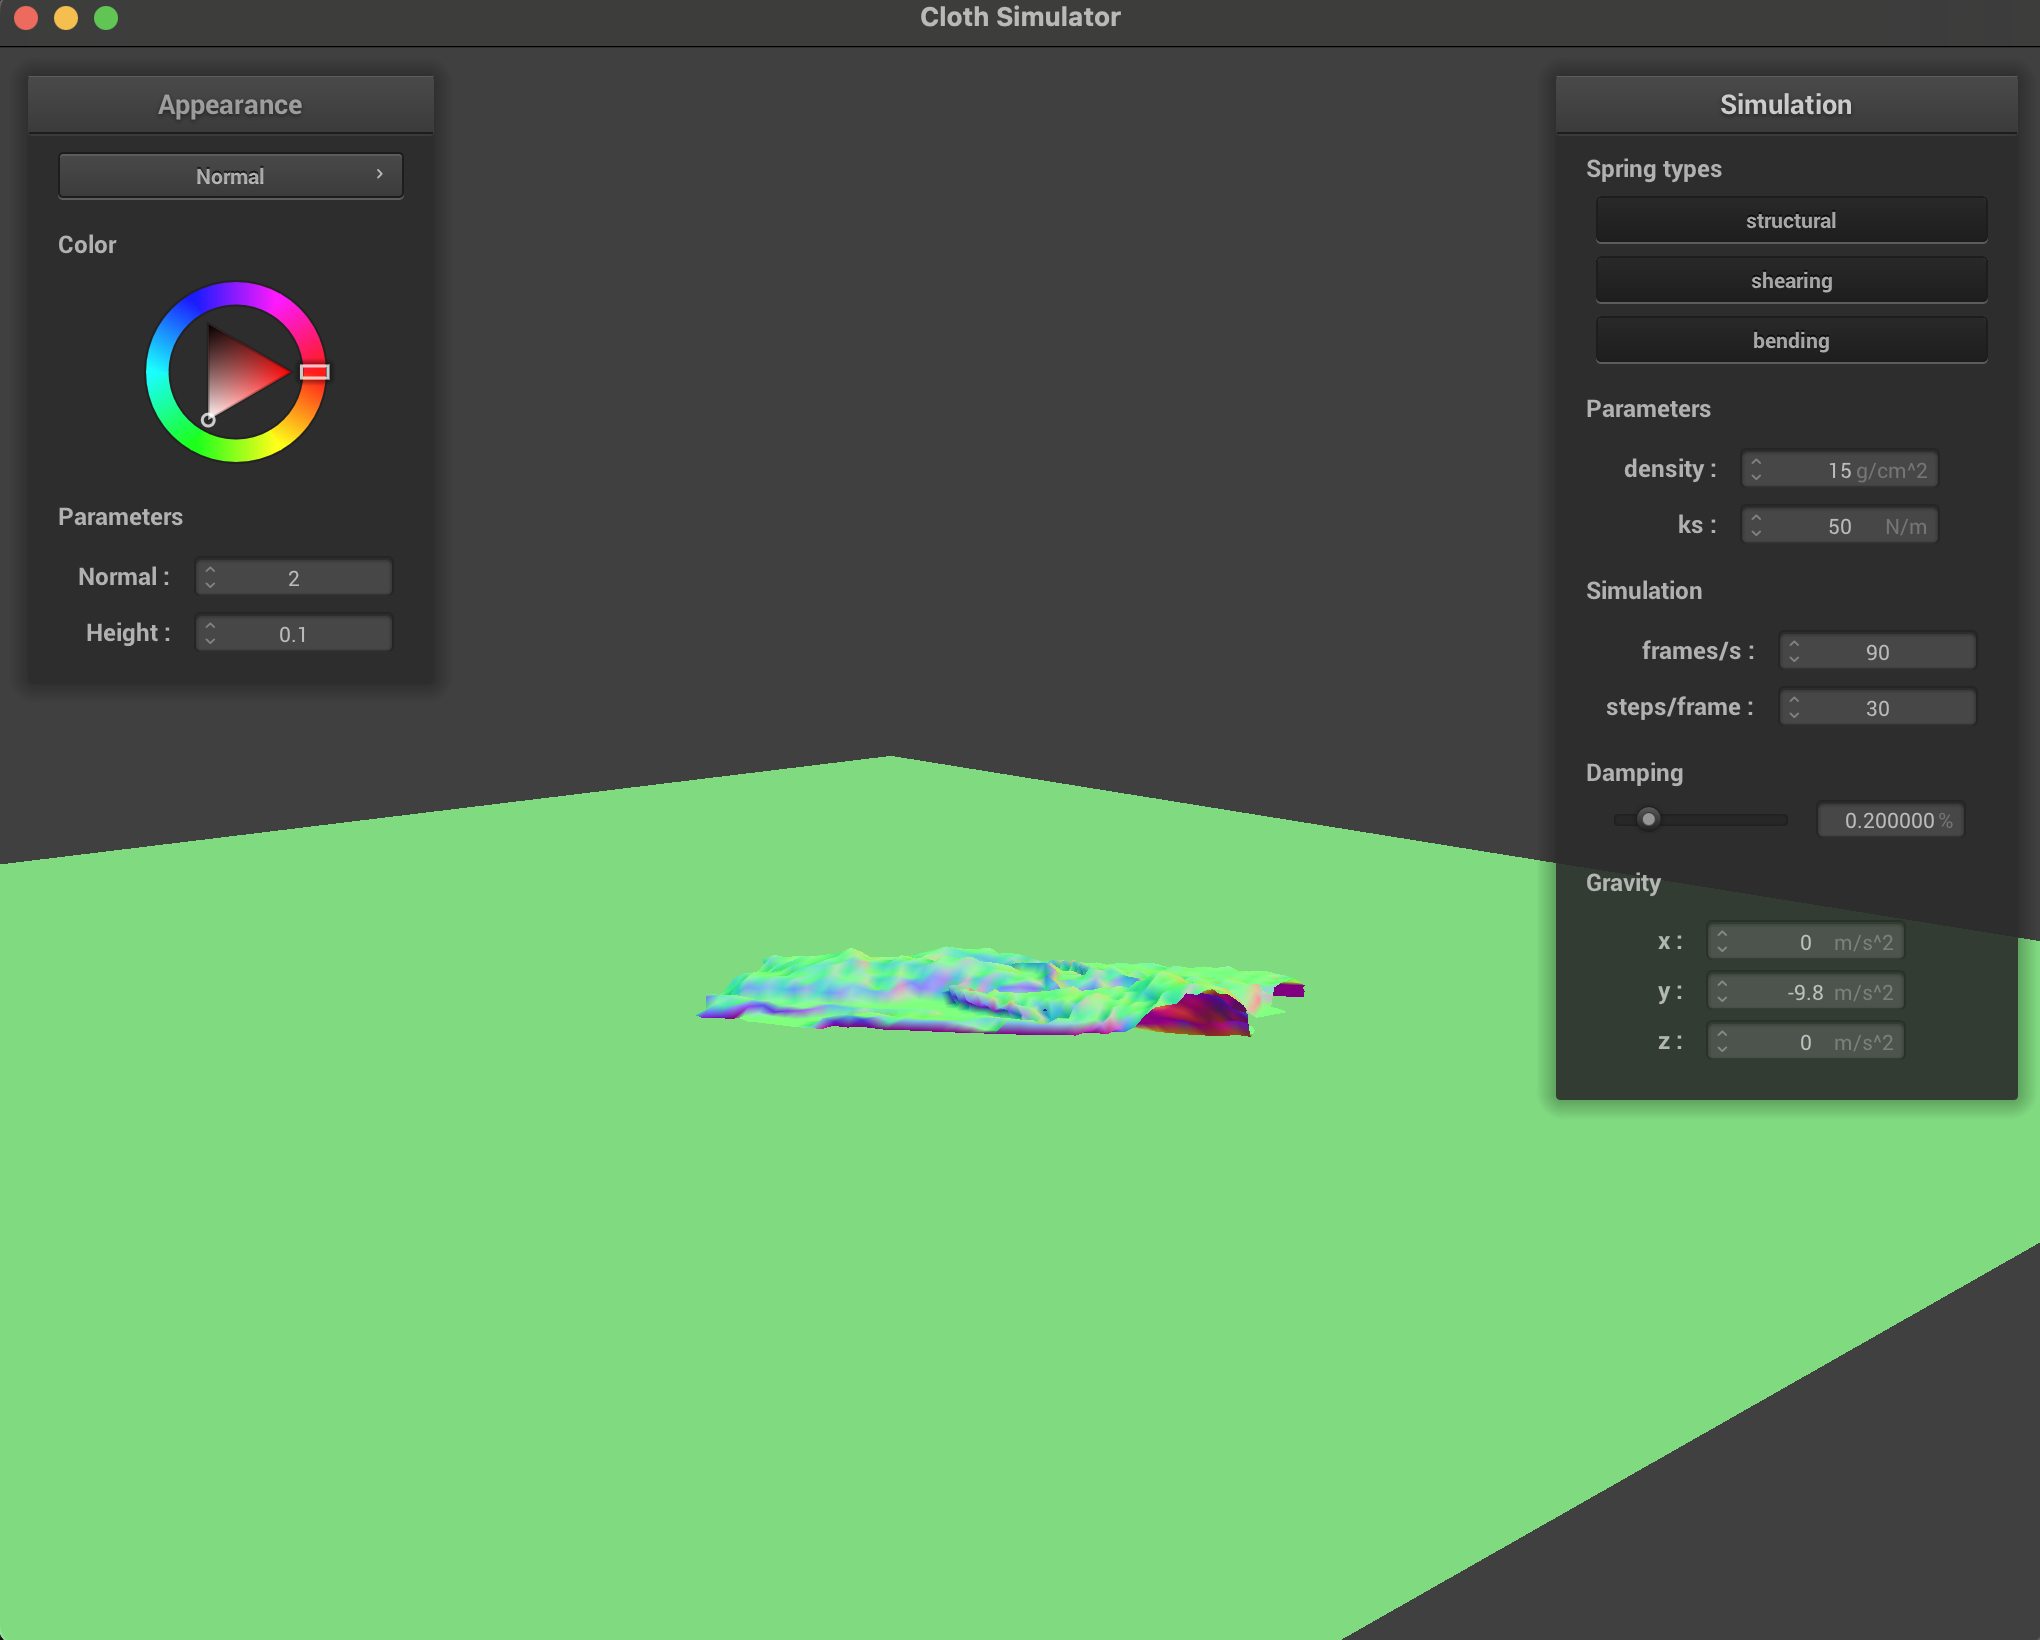 Cloth Simulator
Appearance
Normal
Color
Parameters
Normal : 2
Height : 0.1
Simulation
Spring types
structural
shearing
bending
Parameters
density : 15 g/cm^2
ks : 50 N/m
Simulation
frames/s : 90
steps/frame : 30
Damping
0.200000 %
Gravity
x : 0 m/s^2
y : -9.8 m/s^2
z : 0 m/s^2